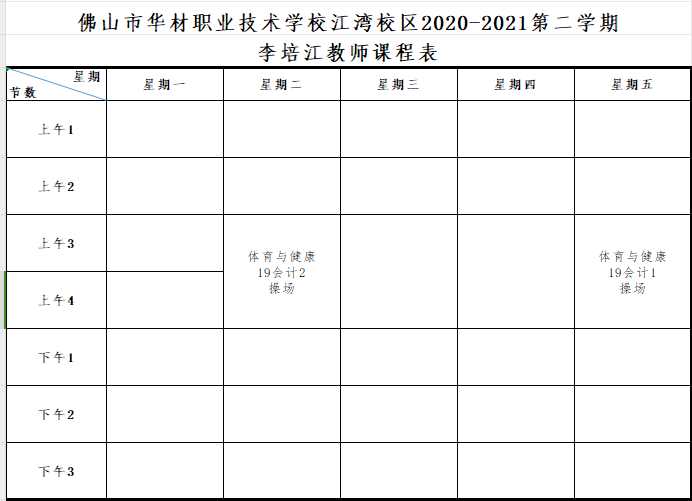 佛山市华材职业技术学校江湾校区2020-2021第二学期
李培江教师课程表
星期
节数
星期一
星期二
星期三
星期四
星期五
上午1
上午2
上午3
体育与健康
19会计2
操场
体育与健康
19会计1
操场
上午4
下午1
下午2
下午3